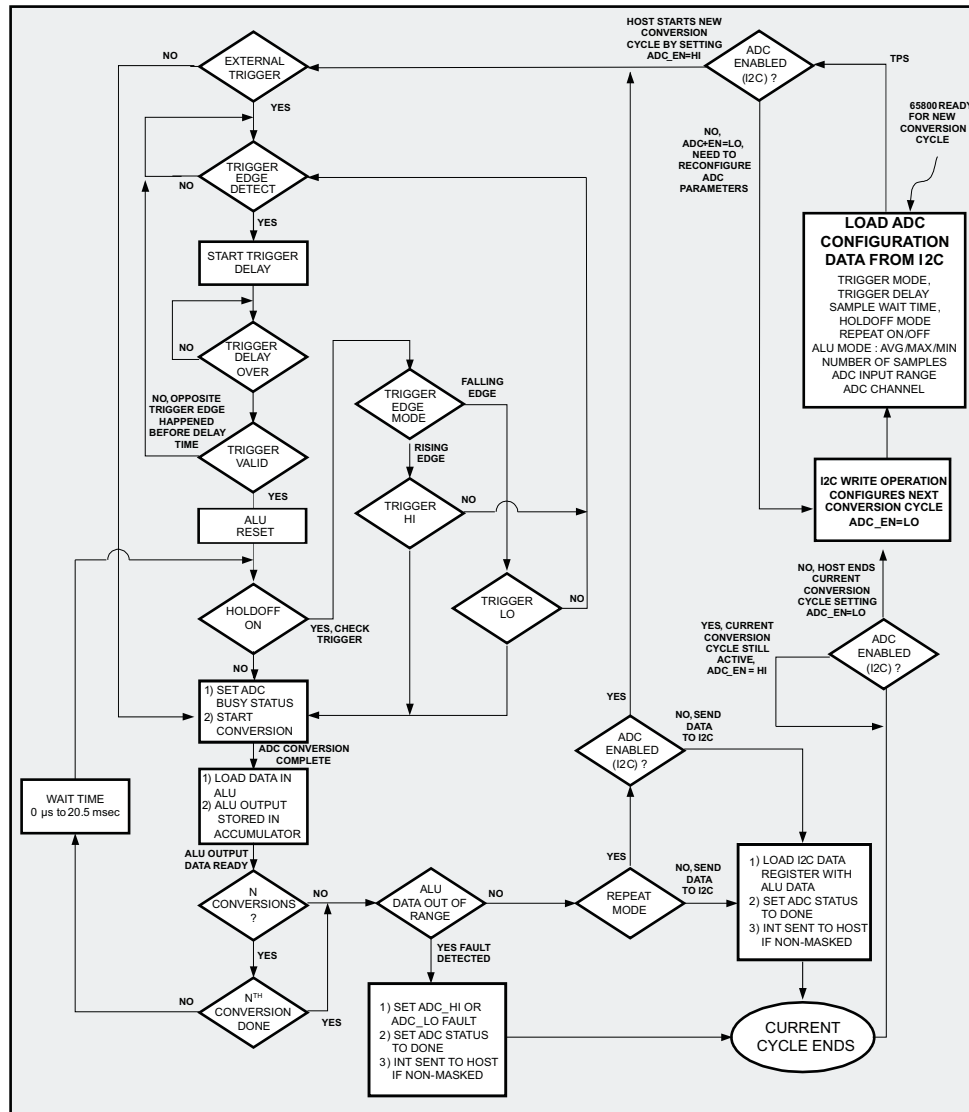 HOST STARTS NEW
CONVERSION
CYCLE BY SETTING
ADC_EN=HI
NO
EXTERNAL
TRIGGER
YES
ADC
ENABLED
(I2C) ?
TPS
65800 READY
FOR NEW
CONVERSION
CYCLE
NO,
ADC+EN=LO,
NEED TO
RECONFIGURE
ADC
PARAMETERS
TRIGGER
EDGE
DETECT
NO
YES
START TRIGGER
DELAY
TRIGGER
DELAY
OVER
NO
NO, OPPOSITE
TRIGGER EDGE
HAPPENED
BEFORE DELAY
TIME
TRIGGER
VALID
YES
ALU
RESET
HOLDOFF
ON
YES, CHECK
TRIGGER
NO
TRIGGER
EDGE
MODE
FALLING
EDGE
RISING
EDGE
TRIGGER
HI
NO
TRIGGER
LO
NO
LOAD ADC
CONFIGURATION
DATA FROM I2C
TRIGGER MODE,
TRIGGER DELAY
SAMPLE WAIT TIME,
HOLDOFF MODE
REPEAT ON/OFF
ALU MODE : AVG/MAX/MIN
NUMBER OF SAMPLES
ADC INPUT RANGE
ADC CHANNEL
I2C WRITE OPERATION
CONFIGURES NEXT
CONVERSION CYCLE
ADC_EN=LO
NO, HOST ENDS
CURRENT
CONVERSION
CYCLE SETTING
ADC_EN=LO
YES, CURRENT
CONVERSION
CYCLE STILL
ACTIVE,
ADC_EN = HI
ADC
ENABLED
(I2C) ?
1) SET ADC
BUSY STATUS
2) START
CONVERSION
ADC CONVERSION
COMPLETE
1) LOAD DATA IN
ALU
2) ALU OUTPUT
STORED IN
ACCUMULATOR
WAIT TIME
0 µs to 20.5 msec
ALU OUTPUT
DATA READY
YES
ADC
ENABLED
(I2C) ?
NO, SEND
DATA
TO I2C
N
CONVERSIONS
?
NO
YES
NTH
CONVERSION
DONE
NO
YES
ALU
DATA OUT OF
RANGE
NO
YES FAULT
DETECTED
REPEAT
MODE
YES
NO, SEND
DATA
TO I2C
1) LOAD I2C DATA
REGISTER WITH
ALU DATA
2) SET ADC STATUS
TO DONE
3) INT SENT TO HOST
IF NON-MASKED
1) SET ADC_HI OR
ADC_LO FAULT
2) SET ADC STATUS
TO DONE
3) INT SENT TO HOST
IF NON-MASKED
CURRENT
CYCLE ENDS